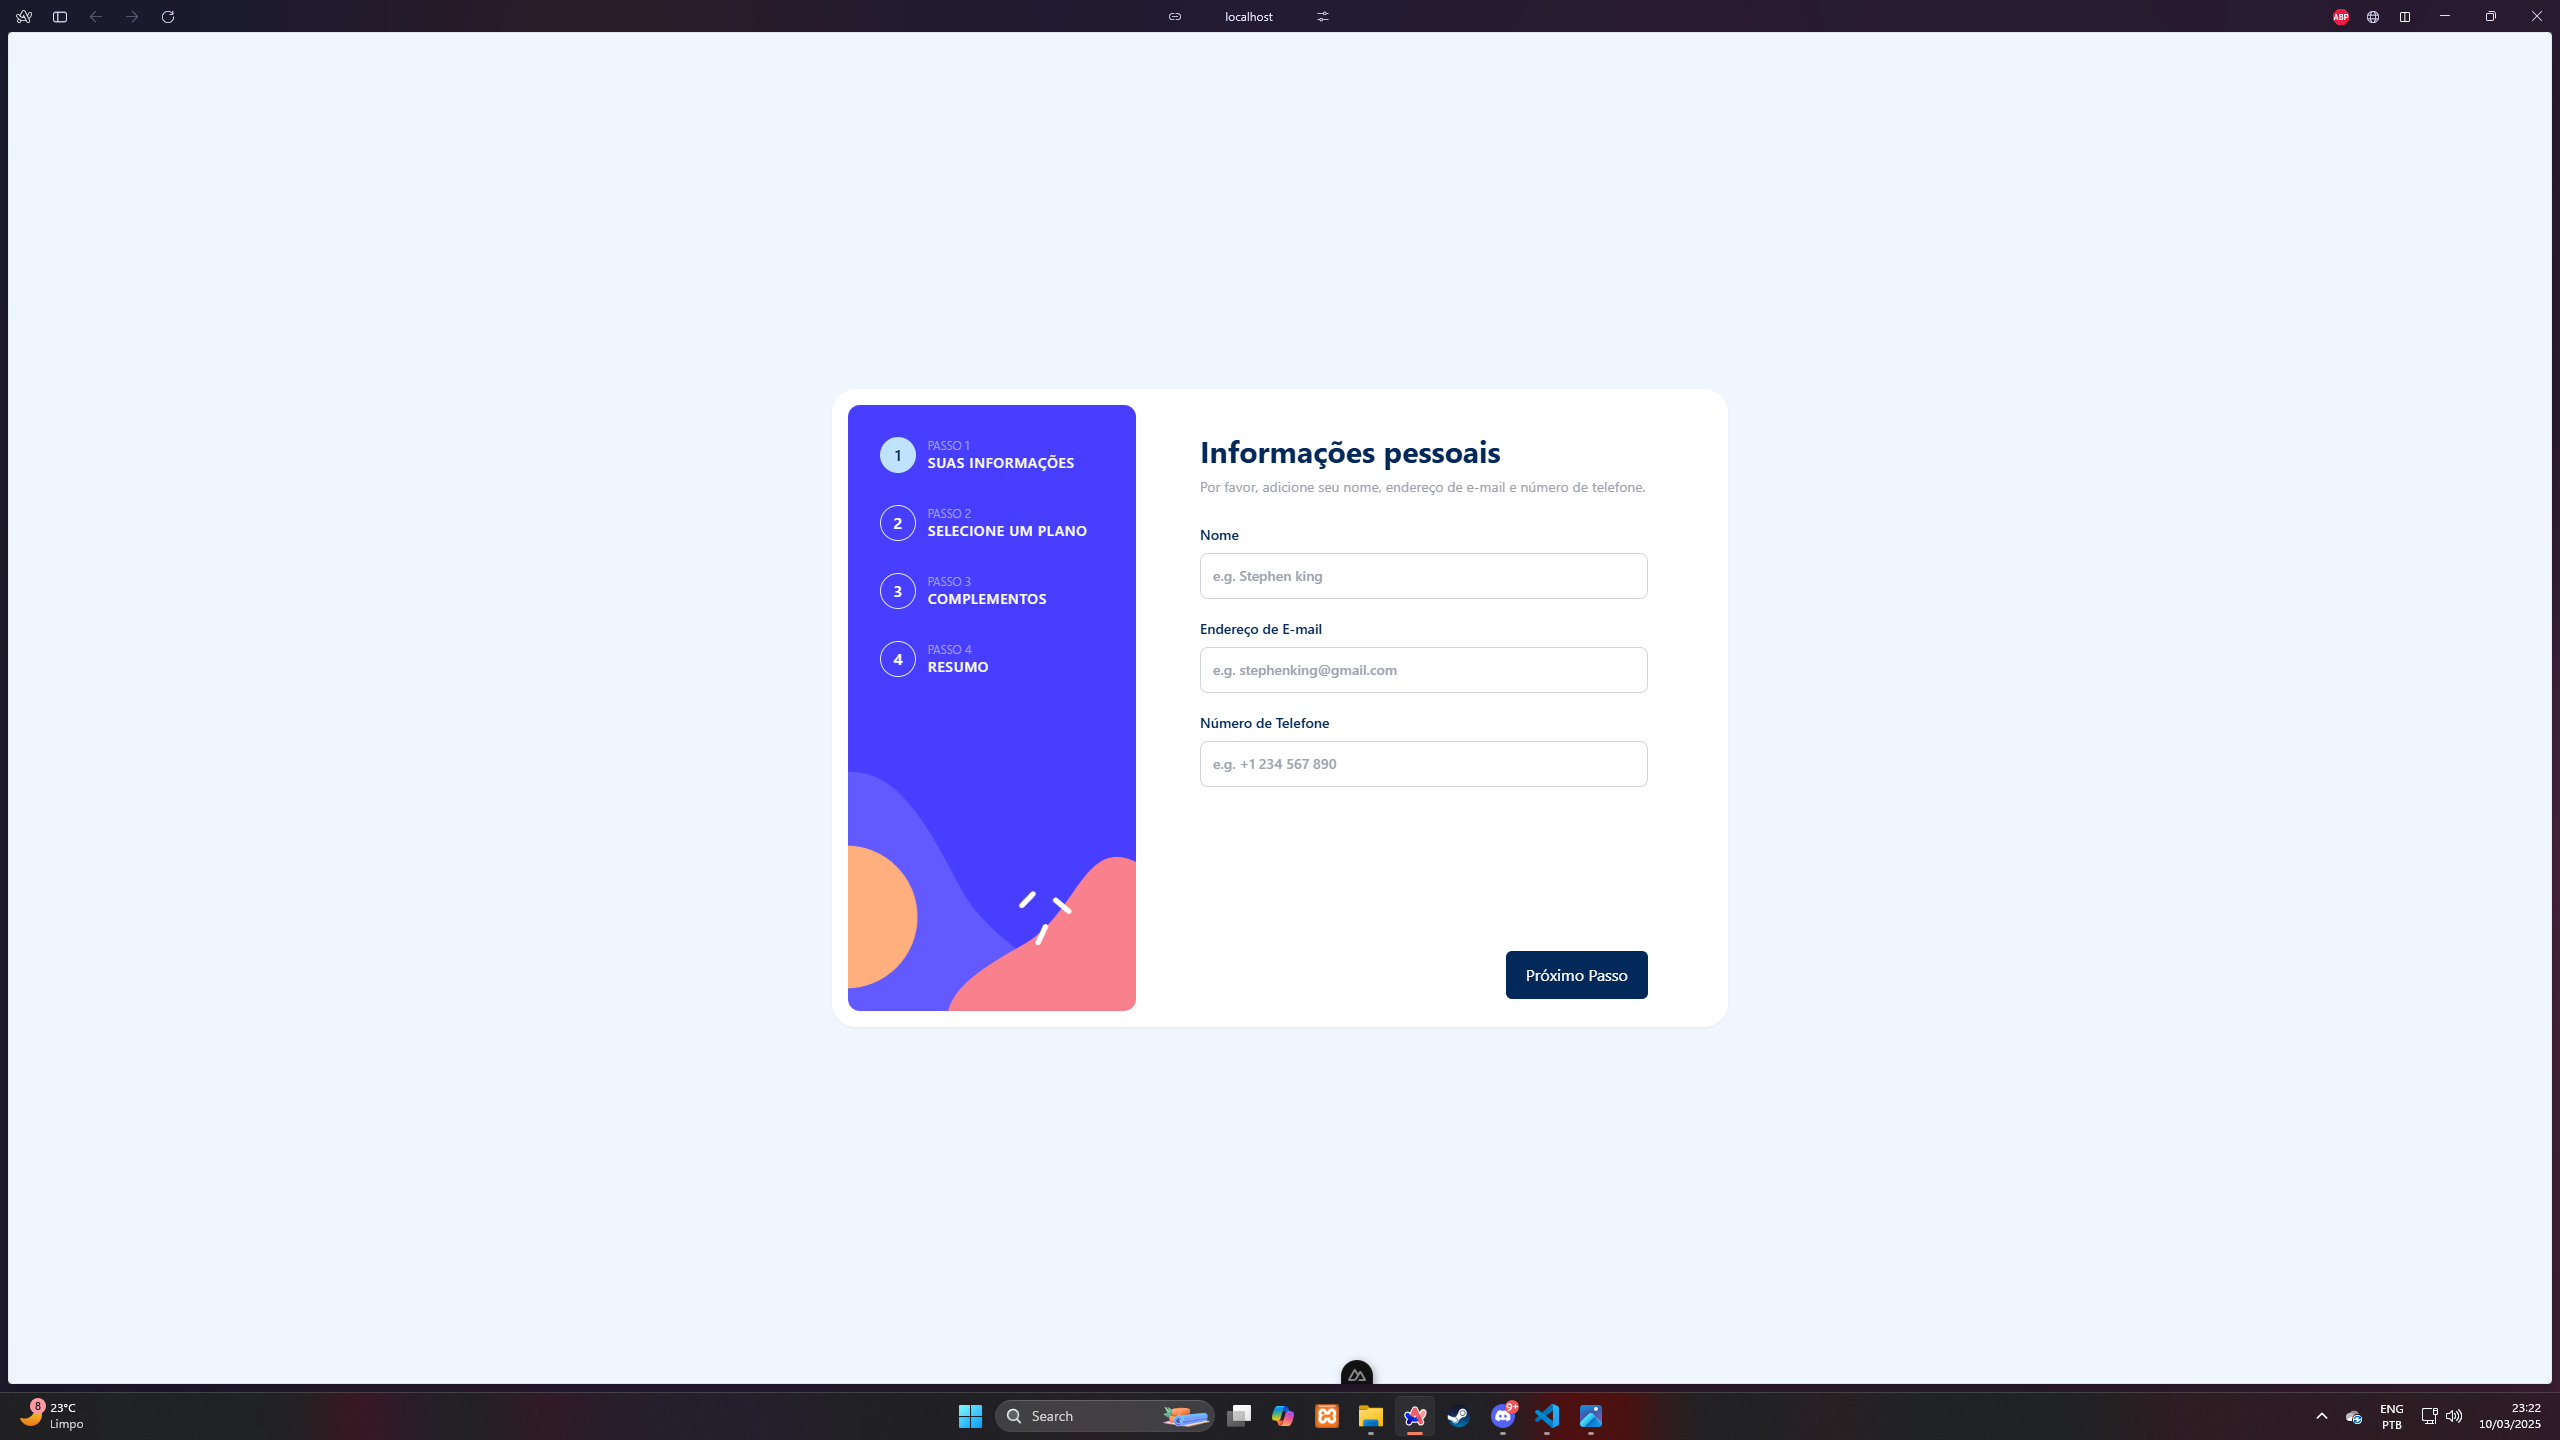 localhost
ABP
1
PASSO 1
SUAS INFORMAÇÕES
2
PASSO 2
SELECIONE UM PLANO
3
PASSO 3
COMPLEMENTOS
4
PASSO 4
RESUMO
Informações pessoais
Por favor, adicione seu nome, endereço de e-mail e número de telefone.
Nome
e.g. Stephen king
Endereço de E-mail
e.g. stephenking@gmail.com
Número de Telefone
e.g. +1 234 567 890
Próximo Passo
8
23°C
Limpo
Search
9+
ENG
PTB
23:22
10/03/2025